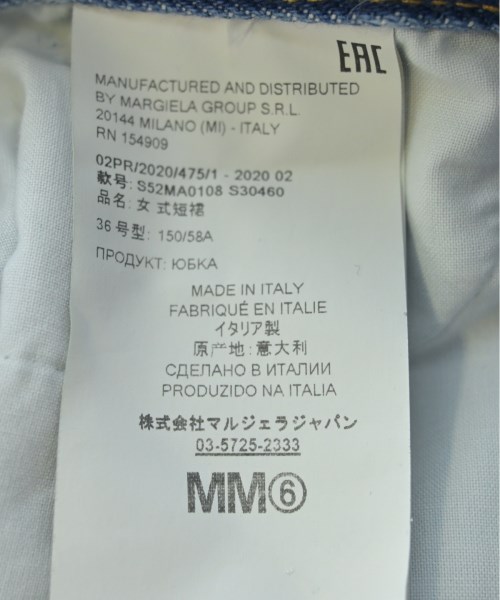 EAC
MANUFACTURED AND DISTRIBUTED
BY MARGIELA GROUP S.R.L.
20144 MILANO (MI) - ITALY
RN 154909
02PR/2020/475/1 - 2020 02
款号: S52MA0108 S30460
品名: 女式短裙
36号型: 150/58A
ПРОДУКТ: ЮБКА
MADE IN ITALY
FABRIQUÉ EN ITALIE
イタリア製
原产地: 意大利
СДЕЛАНО В ИТАЛИИ
PRODUZIDO NA ITALIA
株式会社マルジェラジャパン
03-5725-2333
MM⑥